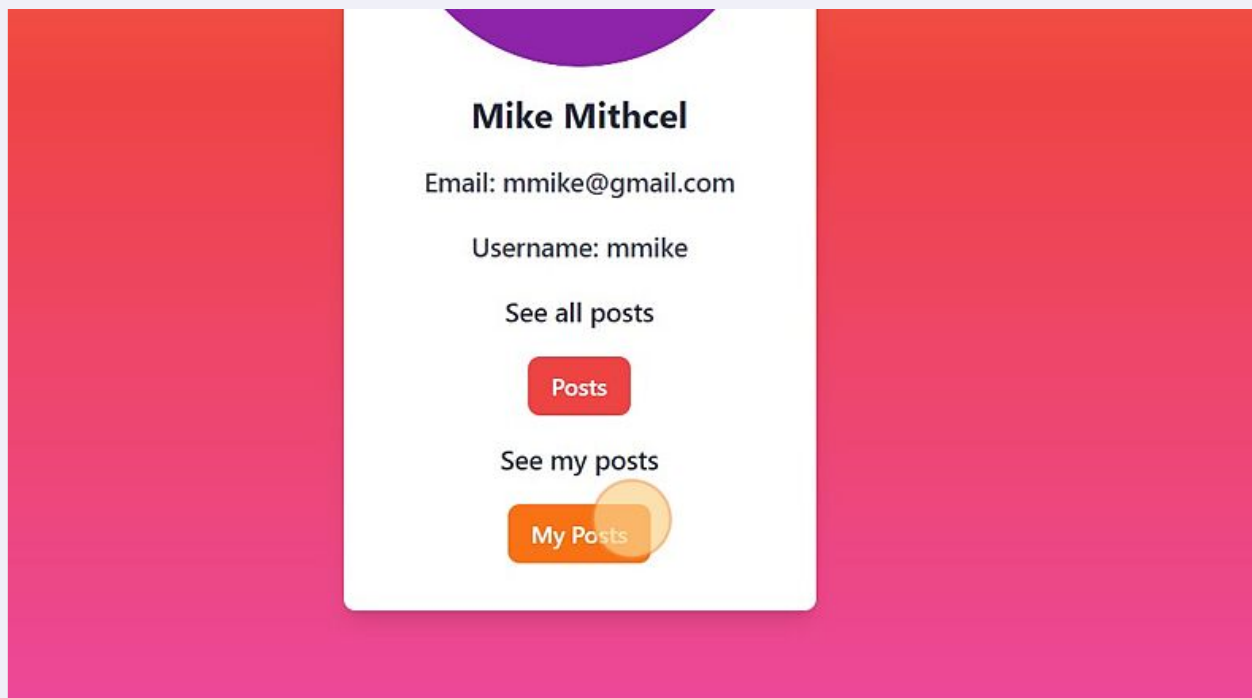 Mike Mithcel
Email: mmike@gmail.com
Username: mmike
See all posts
Posts
See my posts
My Posts